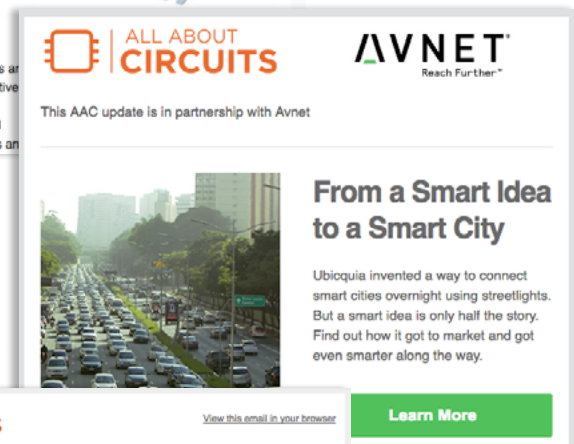 ALL ABOUT
CIRCUITS
AVNET
Reach Further™
This AAC update is in partnership with Avnet
From a Smart Idea
to a Smart City
Ubicquia invented a way to connect
smart cities overnight using streetlights.
But a smart idea is only half the story.
Find out how it got to market and got
even smarter along the way.
Learn More
View this email in your browser